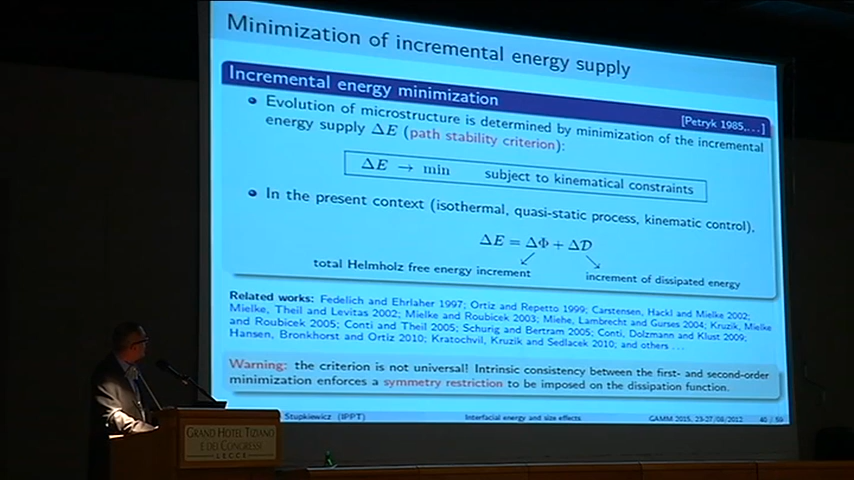 Minimization of incremental energy supply
Incremental energy minimization
[Petryk 1985,...]
Evolution of microstructure is determined by minimization of the incremental
energy supply ΔE (path stability criterion):
ΔE → min subject to kinematical constraints
In the present context (isothermal, quasi-static process, kinematic control),
ΔE = ΔΦ + ΔD
total Helmholz free energy increment
increment of dissipated energy
Related works: Fedelich and Ehrlaher 1997; Ortiz and Repetto 1999; Carstensen, Hackl and Mielke 2002;
Mielke, Theil and Levitas 2002; Mielke and Roubicek 2003; Miehe, Lambrecht and Gurses 2004; Kruzik, Mielke
and Roubicek 2005; Conti and Theil 2005; Schurig and Bertram 2005; Conti, Dolzmann and Klust 2009;
Hansen, Bronkhorst and Ortiz 2010; Kratochvil, Kruzik and Sedlacek 2010; and others ...
Warning: the criterion is not universal! Intrinsic consistency between the first- and second-order
minimization enforces a symmetry restriction to be imposed on the dissipation function.
Stupkiewicz (IPPT) Interfacial energy and size effects GAMM 2015, 23-27/03/2012 40 / 59
GRAND HOTEL TIZIANO
E DEI CONGRESSI
LECCE